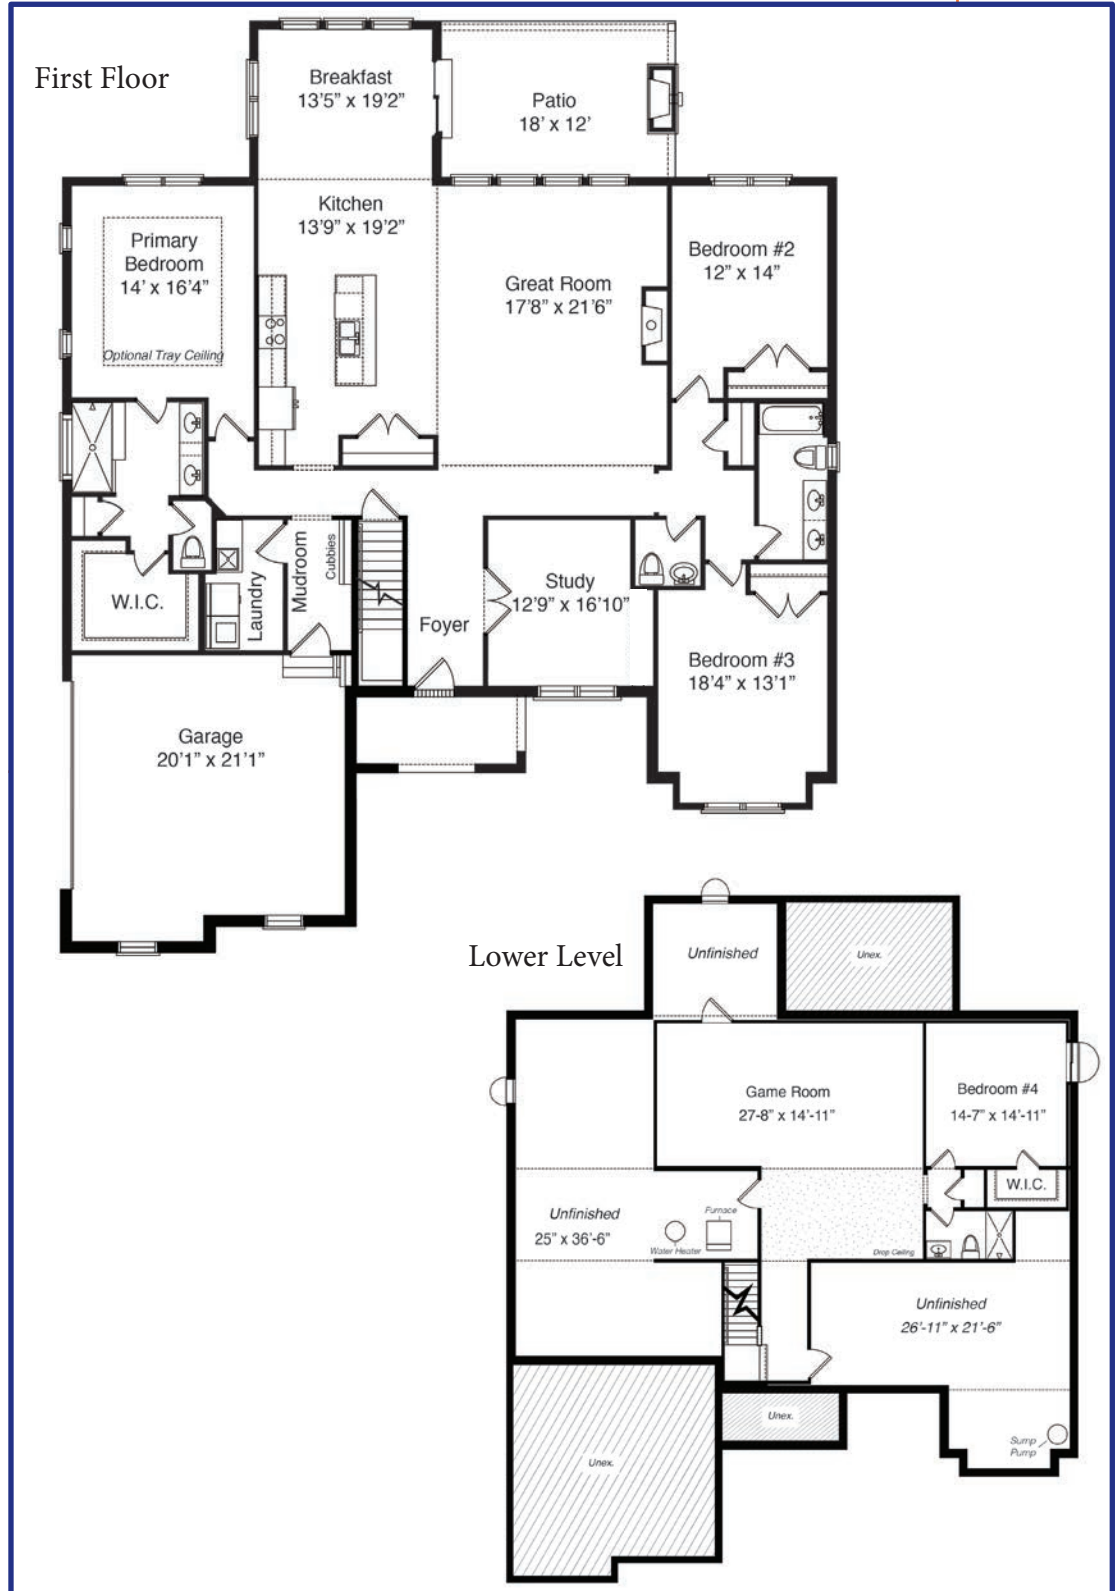 First Floor
Breakfast
13'5” x 19'2”
Patio
18' x 12'
Kitchen
13'9” x 19'2”
Primary
Bedroom
14' x 16'4”
Optional Tray Ceiling
Great Room
17'8” x 21'6”
Bedroom #2
12” x 14”
W.I.C.
Laundry
Mudroom
Cubbies
Foyer
Study
12'9” x 16'10”
Bedroom #3
18'4” x 13'1”
Garage
20'1” x 21'1”
Lower Level
Unfinished
Unex.
Game Room
27-8” x 14'-11”
Bedroom #4
14-7” x 14'-11”
W.I.C.
Unfinished
25” x 36'-6”
Water Heater
Furnace
Drop Ceiling
Unfinished
26'-11” x 21'-6”
Unex.
Sump
Pump
Unex.